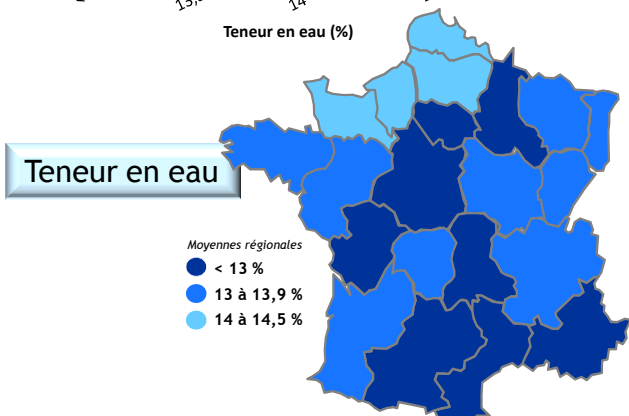 Teneur en eau (%)
Teneur en eau
Moyennes régionales
< 13 %
13 à 13,9 %
14 à 14,5 %